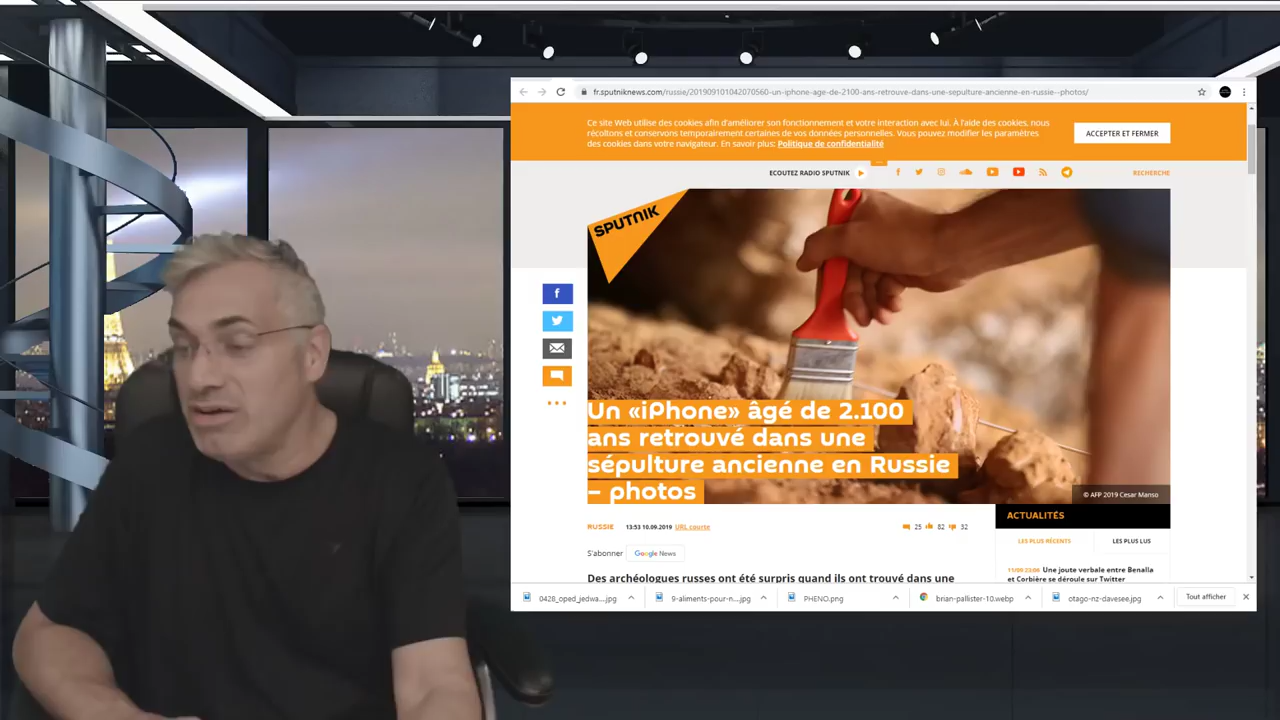 fr.sputniknews.com/russie/201909101042070560-un-iphone-age-de-2100-ans-retrouve-dans-une-sepulture-ancienne-en-russie--photos/
Ce site Web utilise des cookies afin d'améliorer son fonctionnement et votre interaction avec lui. À l'aide des cookies, nous
récoltons et conservons temporairement certaines de vos données personnelles. Vous pouvez modifier les paramètres
des cookies dans votre navigateur. En savoir plus: Politique de confidentialité
ACCEPTER ET FERMER
ECOUTEZ RADIO SPUTNIK
RECHERCHE
SPUTNIK
Un «iPhone» âgé de 2.100
ans retrouvé dans une
sépulture ancienne en Russie
– photos
© AFP 2019 Cesar Manso
RUSSIE 13:53 10.09.2019 URL courte
25 82 32
S'abonner Google News
Des archéologues russes ont été surpris quand ils ont trouvé dans une
ACTUALITÉS
LES PLUS RÉCENTS LES PLUS LUS
11/09 23:06 Une joute verbale entre Benalla
et Corbière se déroule sur Twitter
0428_oped_jedwa....jpg 9-aliments-pour-n....jpg PHENO.png brian-pallister-10.webp otago-nz-davesee.jpg Tout afficher